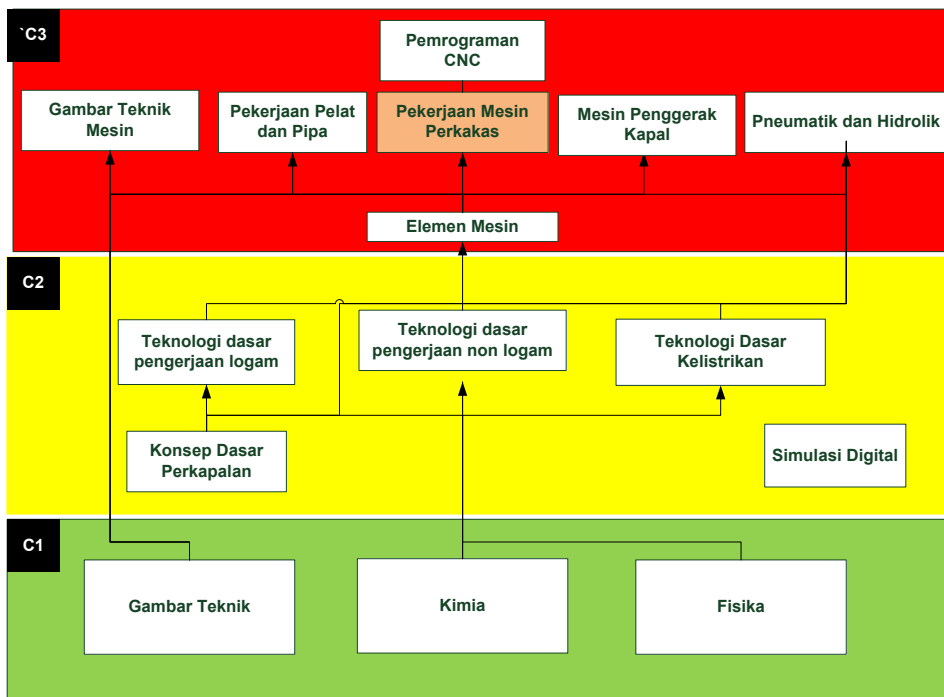 `C3
Pemrograman
CNC
Gambar Teknik
Mesin
Pekerjaan Pelat
dan Pipa
Pekerjaan Mesin
Perkakas
Mesin Penggerak
Kapal
Pneumatik dan Hidrolik
Elemen Mesin
C2
Teknologi dasar
pengerjaan logam
Teknologi dasar
pengerjaan non logam
Teknologi Dasar
Kelistrikan
Konsep Dasar
Perkapalan
Simulasi Digital
C1
Gambar Teknik
Kimia
Fisika